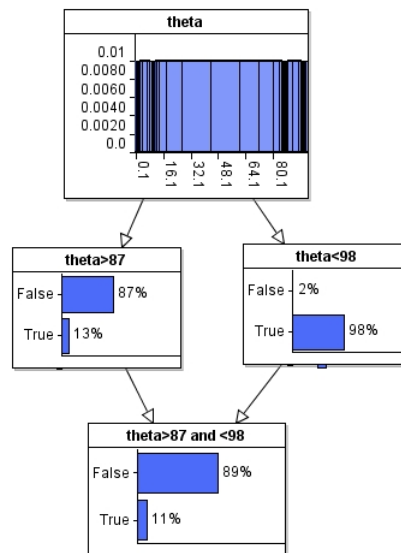 theta
0.01
0.0080
0.0060
0.0040
0.0020
0.0
0.1
16.1
32.1
48.1
64.1
80.1
theta>87
False 87%
True 13%
theta<98
False 2%
True 98%
theta>87 and <98
False 89%
True 11%